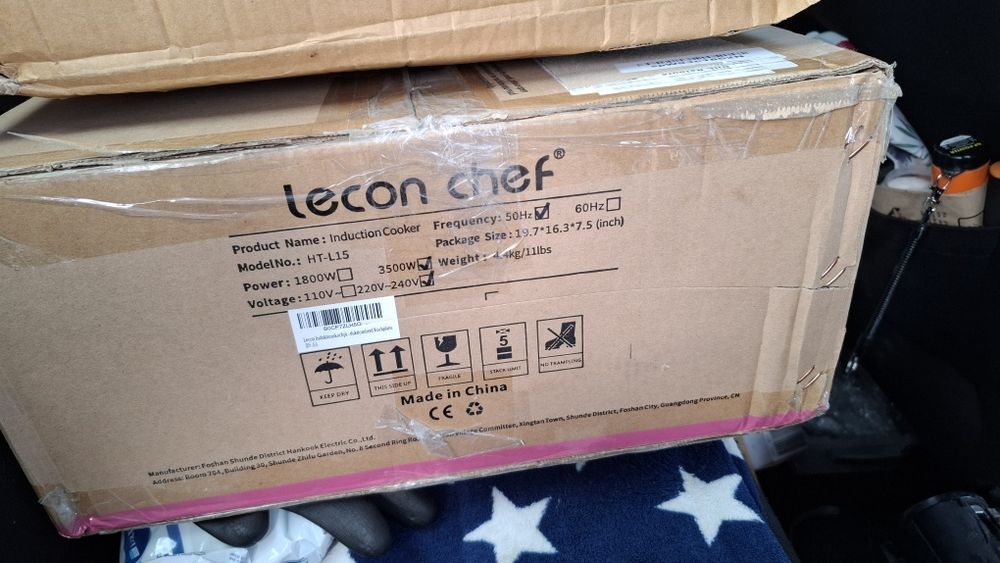 Lecon chef®
Product Name: Induction Cooker Frequency: 50Hz 60Hz
Model No.: HT-L15 Package Size: 19.7*16.3*7.5 (inch)
Power: 1800W 3500W Weight: 4.4kg/11lbs
Voltage: 110V~ 220V~240V
KEEP DRY
THIS SIDE UP
FRAGILE
5
STACK LIMIT
NO TRAMPLING
Made in China
CE
Manufacturer: Foshan Shunde District Hankook Electric Co.,Ltd.
Address: Room 704, Building 30, Shunde Zhifu Garden, No. 8 Second Ring Ro Committee, Xingtan Town, Shunde District, Foshan City, Guangdong Province, CN